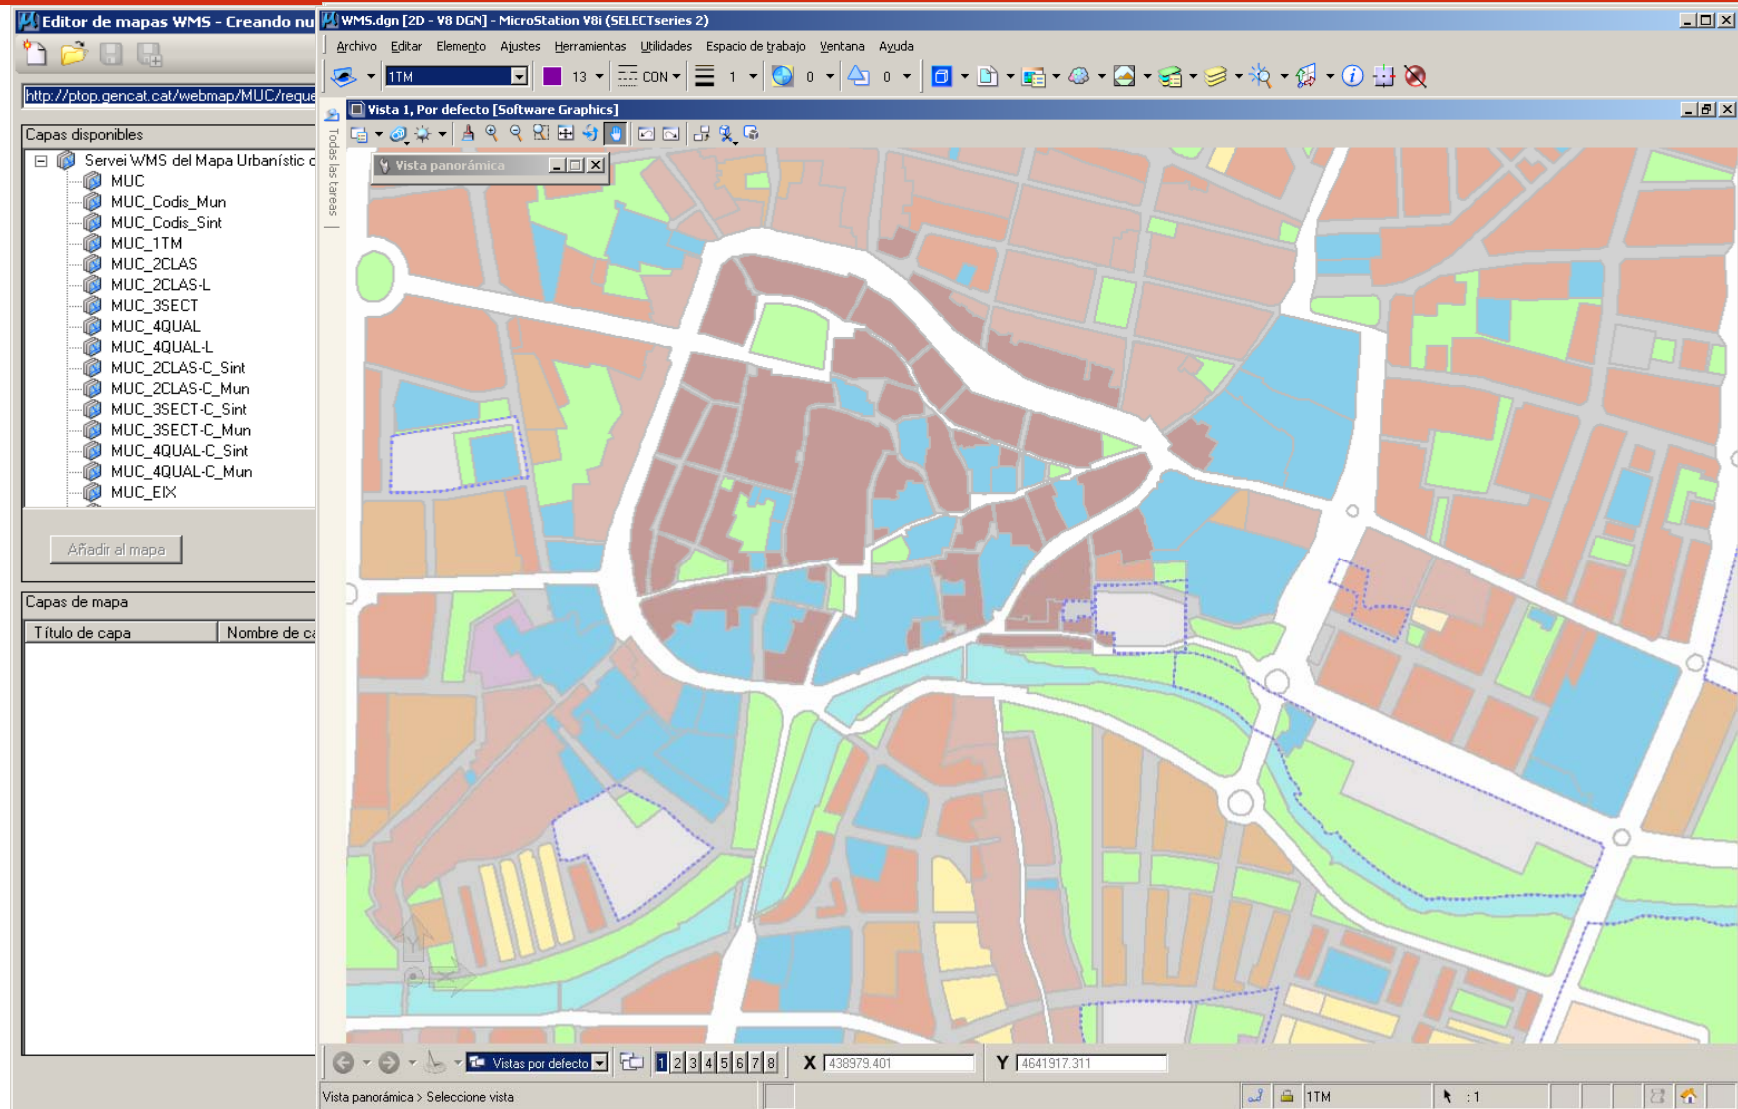 Editor de mapas WMS - Creando nu
http://ptop.gencat.cat/webmap/MUC/reque
Capas disponibles
Servei WMS del Mapa Urbanístic
MUC
MUC_Codis_Mun
MUC_Codis_Sint
MUC_1TM
MUC_2CLAS
MUC_2CLAS-L
MUC_3SECT
MUC_4QUAL
MUC_4QUAL-L
MUC_2CLAS-C_Sint
MUC_2CLAS-C_Mun
MUC_3SECT-C_Sint
MUC_3SECT-C_Mun
MUC_4QUAL-C_Sint
MUC_4QUAL-C_Mun
MUC_EIX
Añadir al mapa
Capas de mapa
Título de capa Nombre de ca
WMS.dgn [2D - V8 DGN] - MicroStation V8i (SELECTseries 2)
Archivo Editar Elemento Ajustes Herramientas Utilidades Espacio de trabajo Ventana Ayuda
1TM 13 CON 1 0 0
Todas las tareas
Vista 1, Por defecto [Software Graphics]
Vista panorámica
Y
X
Vistas por defecto 1 2 3 4 5 6 7 8 X 438979.401 Y 4641917.311
Vista panorámica > Seleccione vista 1TM : 1